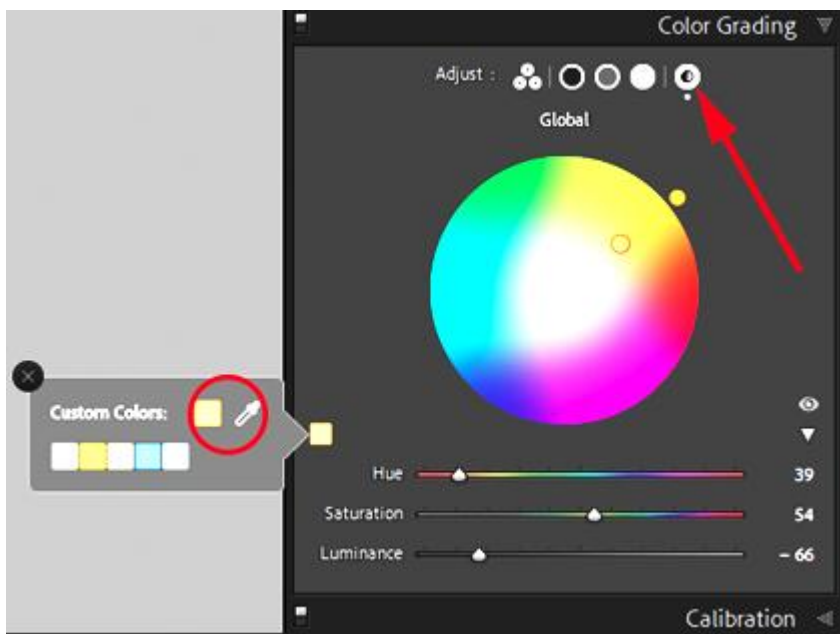 Color Grading
Adjust :
Global
Custom Colors:
Hue 39
Saturation 54
Luminance - 66
Calibration